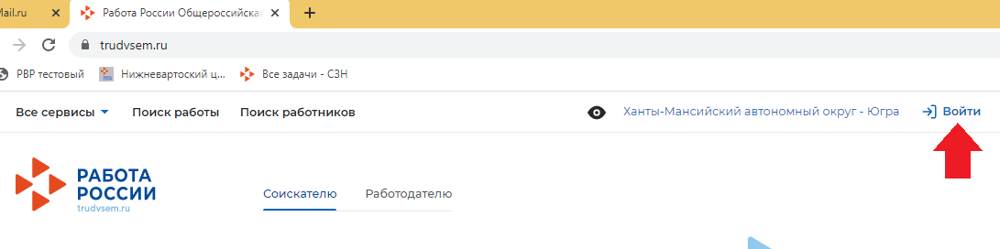 Mail.ru
Работа России Общероссийская
trudvsem.ru
РВР тестовый Нижневартоский ц... Все задачи - СЗН
Все сервисы Поиск работы Поиск работников Ханты-Мансийский автономный округ - Югра Войти
РАБОТА
РОССИИ
trudvsem.ru
Соискателю Работодателю